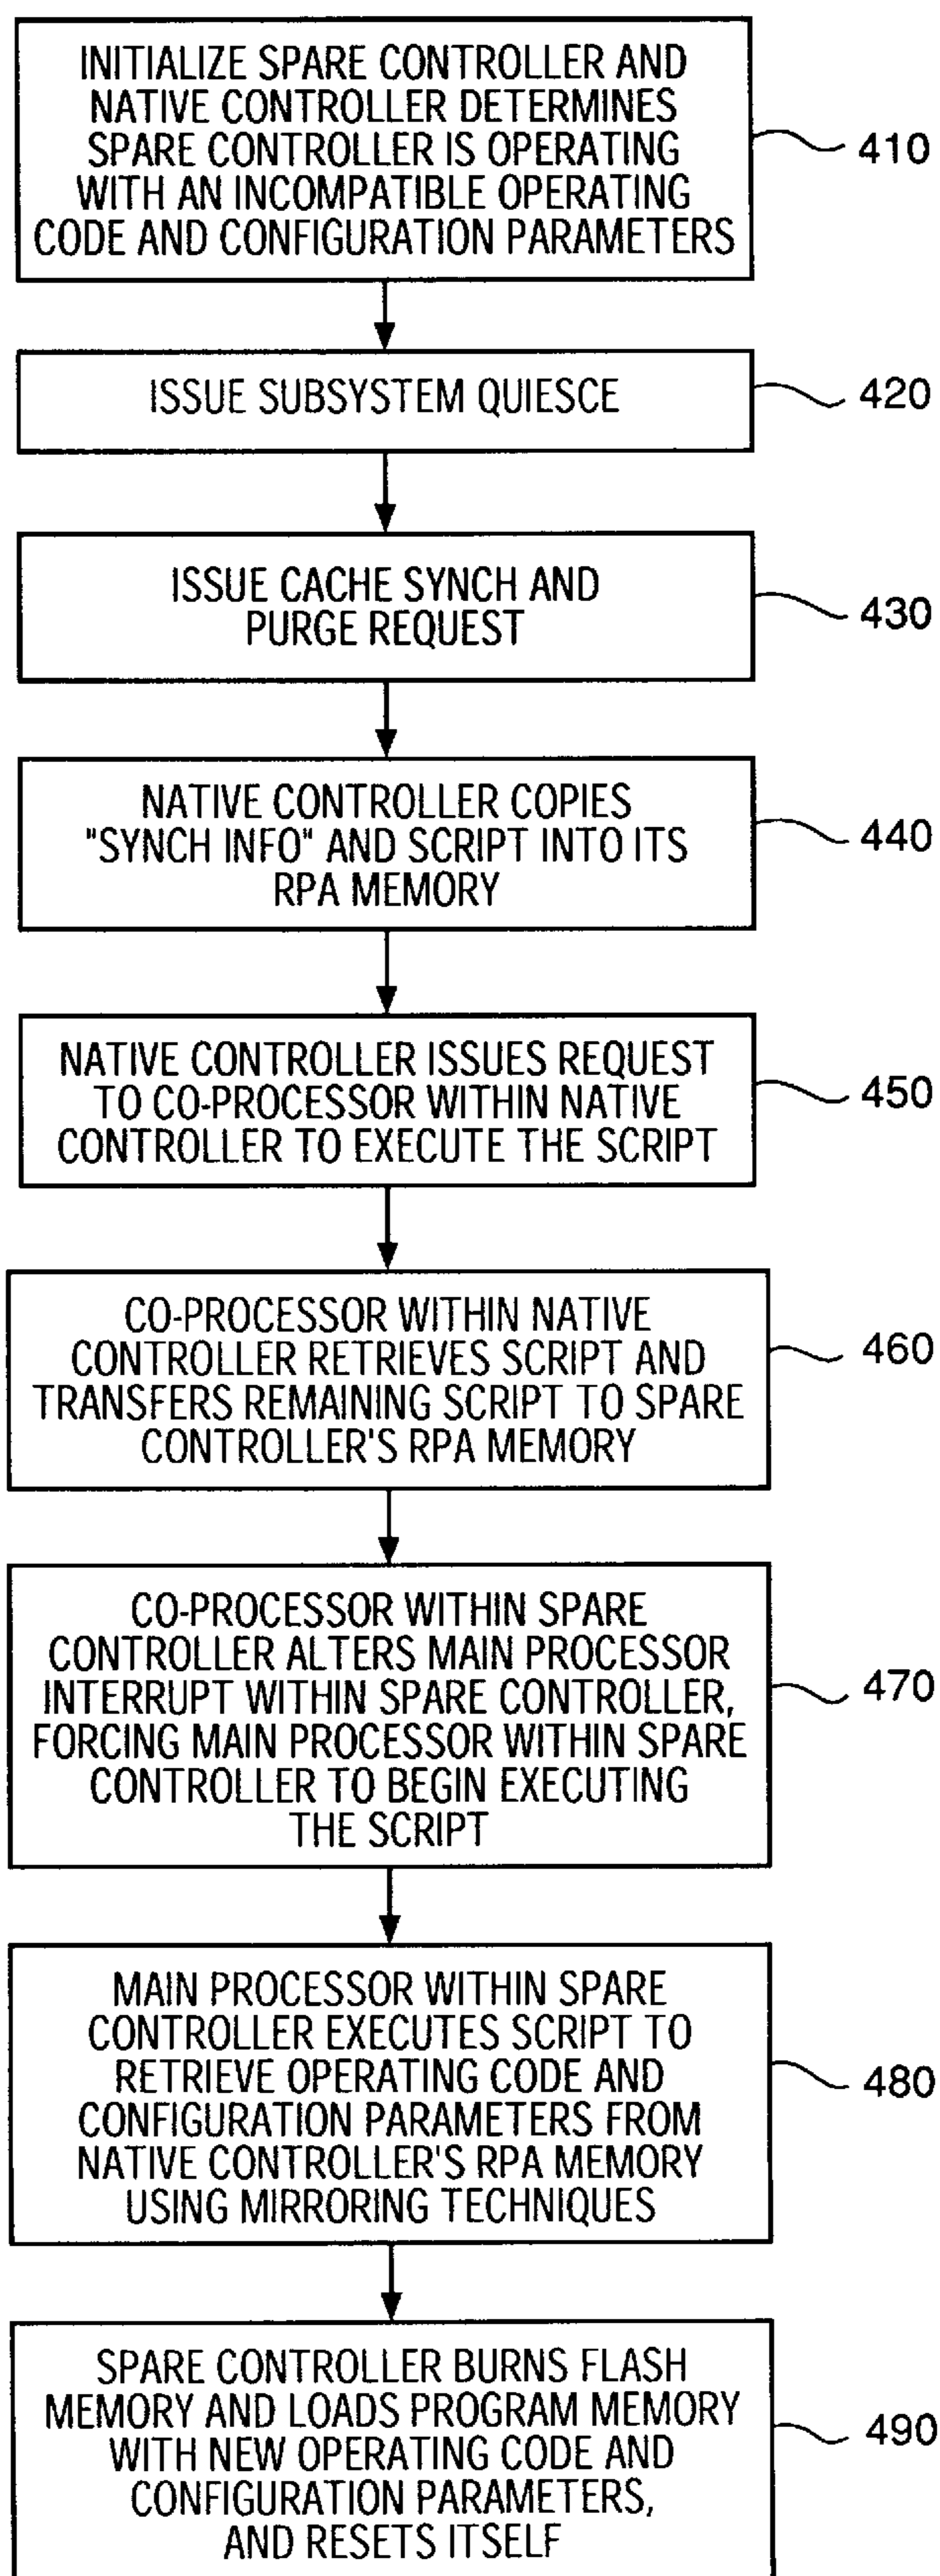 INITIALIZE SPARE CONTROLLER AND
NATIVE CONTROLLER DETERMINES
SPARE CONTROLLER IS OPERATING
WITH AN INCOMPATIBLE OPERATING
CODE AND CONFIGURATION PARAMETERS
410
ISSUE SUBSYSTEM QUIESCE
420
ISSUE CACHE SYNCH AND
PURGE REQUEST
430
NATIVE CONTROLLER COPIES
"SYNCH INFO" AND SCRIPT INTO ITS
RPA MEMORY
440
NATIVE CONTROLLER ISSUES REQUEST
TO CO-PROCESSOR WITHIN NATIVE
CONTROLLER TO EXECUTE THE SCRIPT
450
CO-PROCESSOR WITHIN NATIVE
CONTROLLER RETRIEVES SCRIPT AND
TRANSFERS REMAINING SCRIPT TO SPARE
CONTROLLER'S RPA MEMORY
460
CO-PROCESSOR WITHIN SPARE
CONTROLLER ALTERS MAIN PROCESSOR
INTERRUPT WITHIN SPARE CONTROLLER,
FORCING MAIN PROCESSOR WITHIN SPARE
CONTROLLER TO BEGIN EXECUTING
THE SCRIPT
470
MAIN PROCESSOR WITHIN SPARE
CONTROLLER EXECUTES SCRIPT TO
RETRIEVE OPERATING CODE AND
CONFIGURATION PARAMETERS FROM
NATIVE CONTROLLER'S RPA MEMORY
USING MIRRORING TECHNIQUES
480
SPARE CONTROLLER BURNS FLASH
MEMORY AND LOADS PROGRAM MEMORY
WITH NEW OPERATING CODE AND
CONFIGURATION PARAMETERS,
AND RESETS ITSELF
490